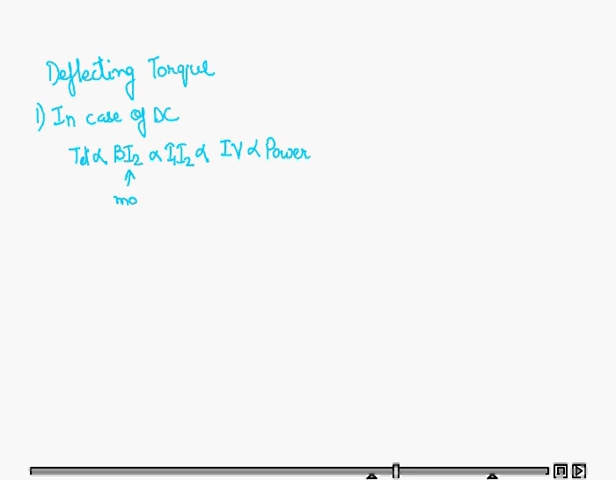 Deflecting Torque
1) In case of DC
Td ∝ BI₂ ∝ I₁I₂ ∝ IV ∝ Power
↑
mo